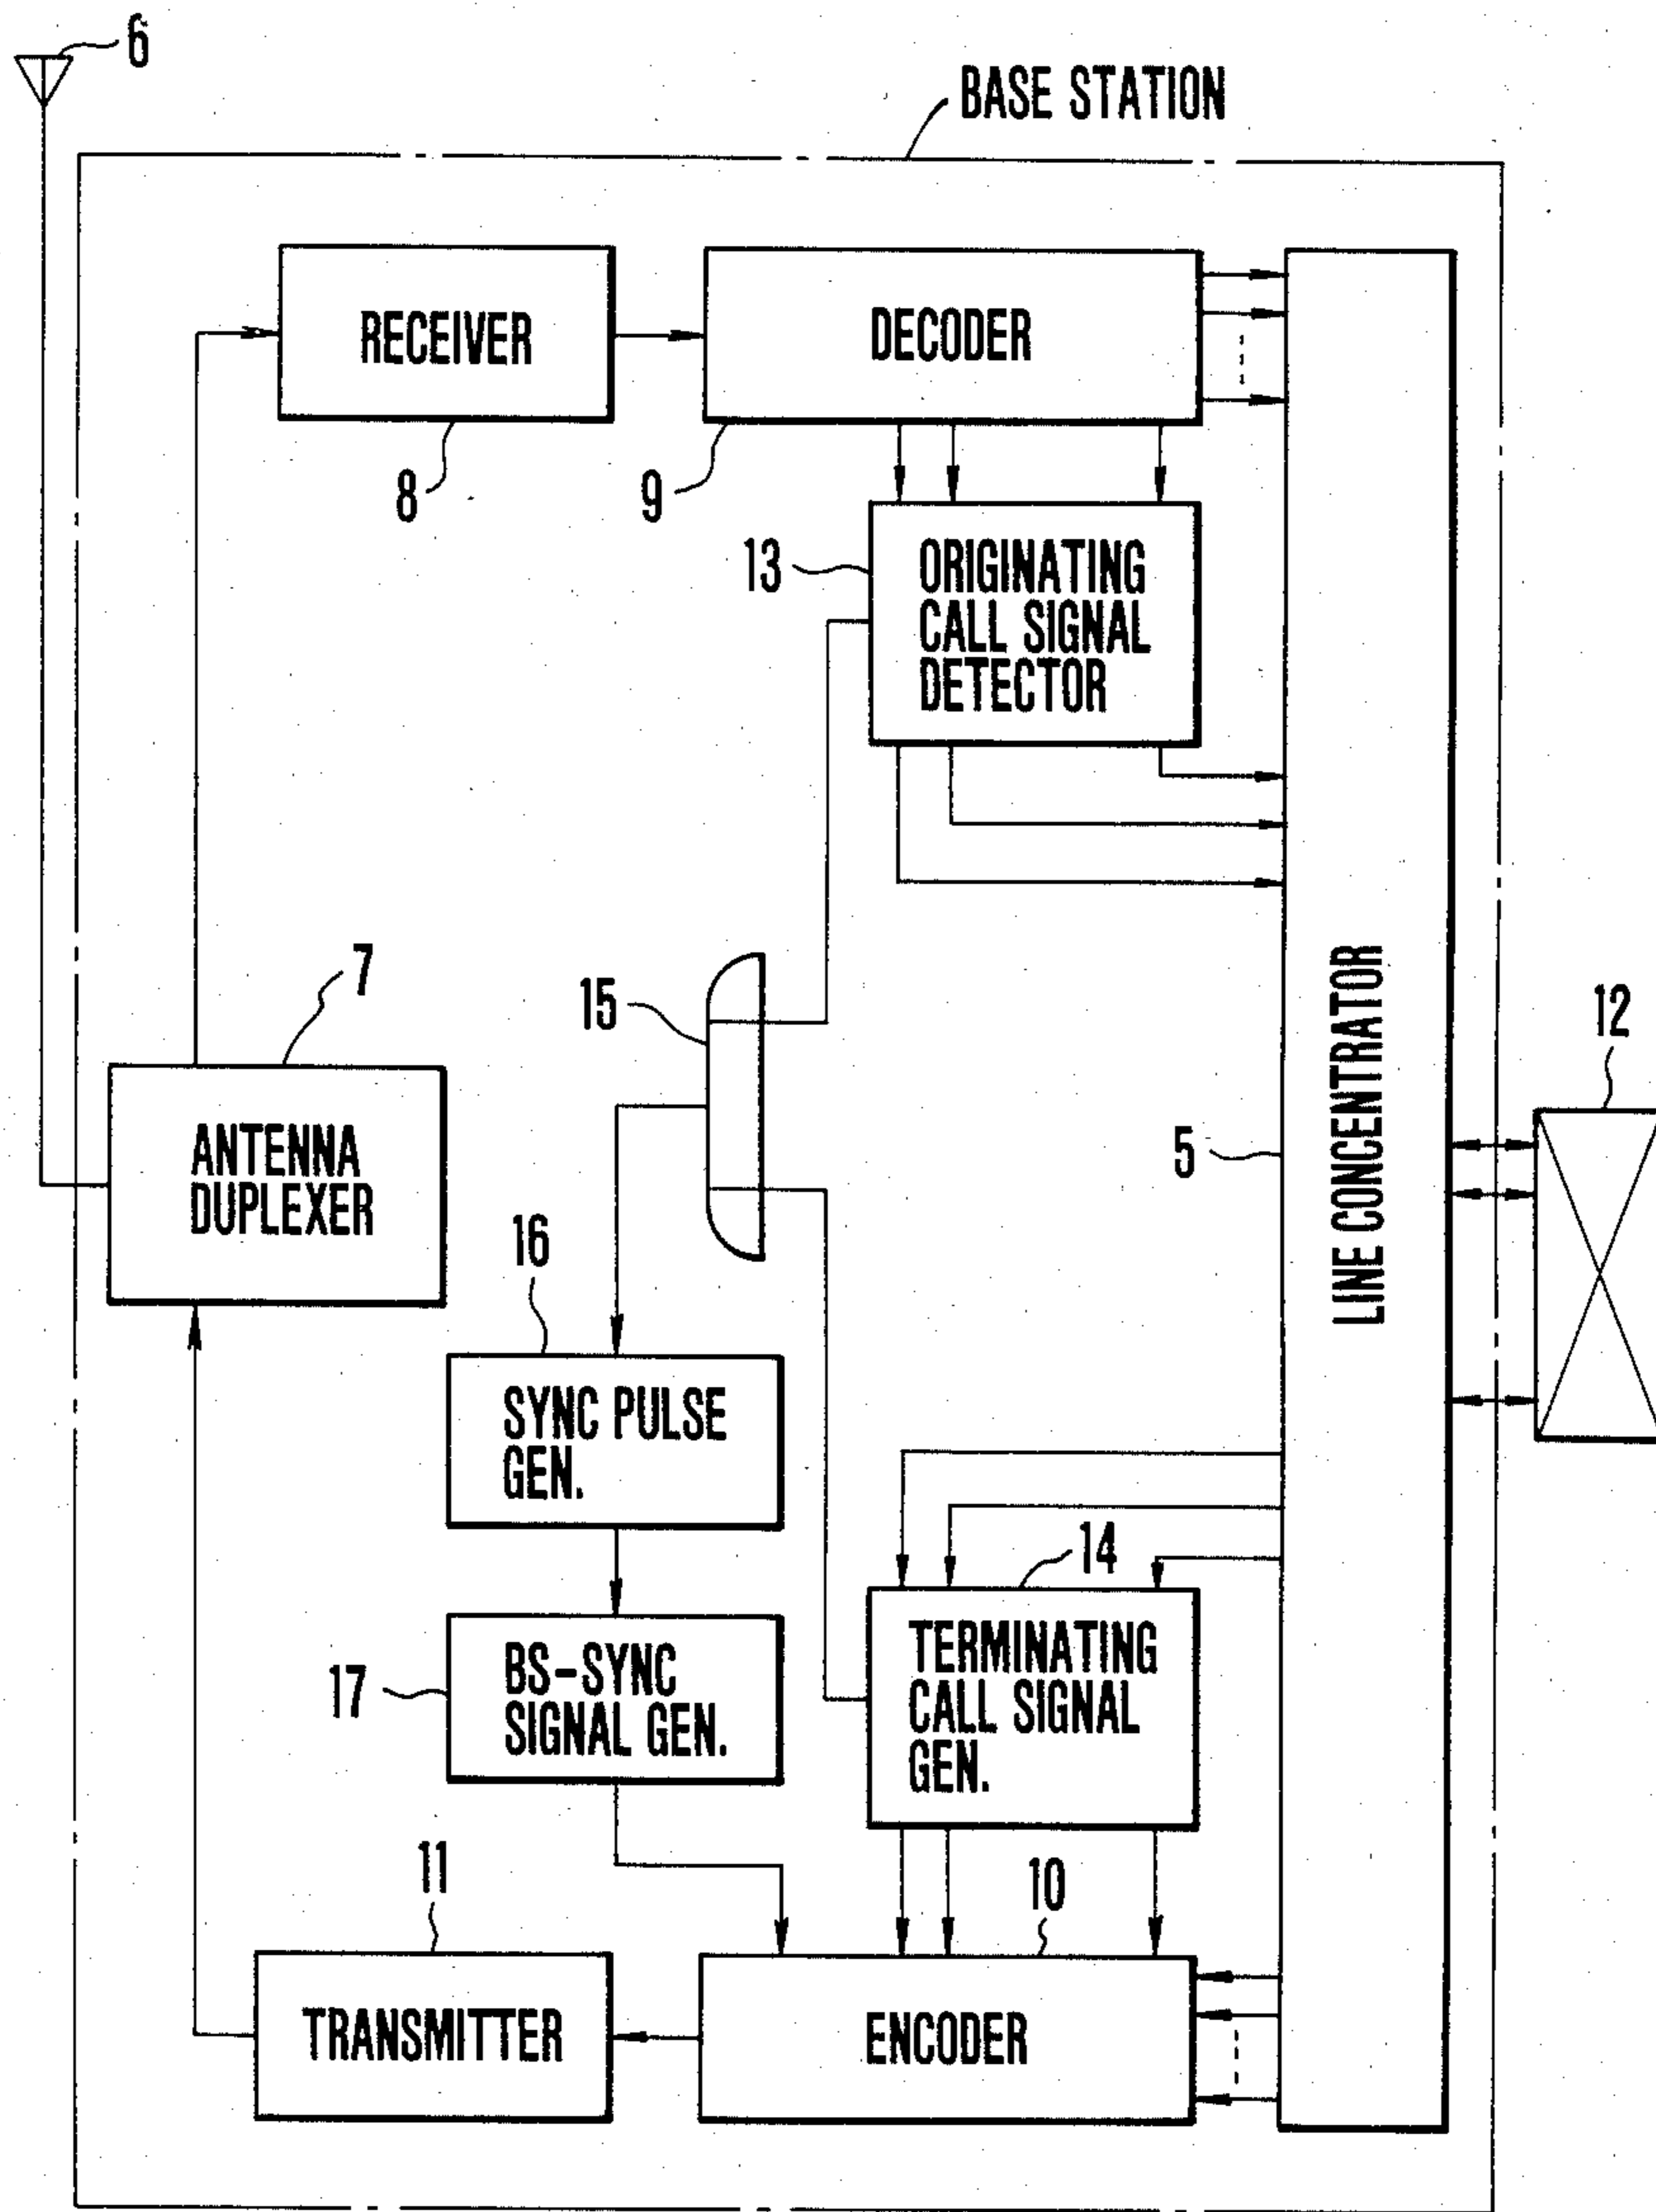 6
BASE STATION
RECEIVER
DECODER
8
9
13
ORIGINATING
CALL SIGNAL
DETECTOR
7
15
12
LINE CONCENTRATOR
5
ANTENNA
DUPLEXER
16
SYNC PULSE
GEN.
14
17
BS-SYNC
SIGNAL GEN.
TERMINATING
CALL SIGNAL
GEN.
11
10
TRANSMITTER
ENCODER